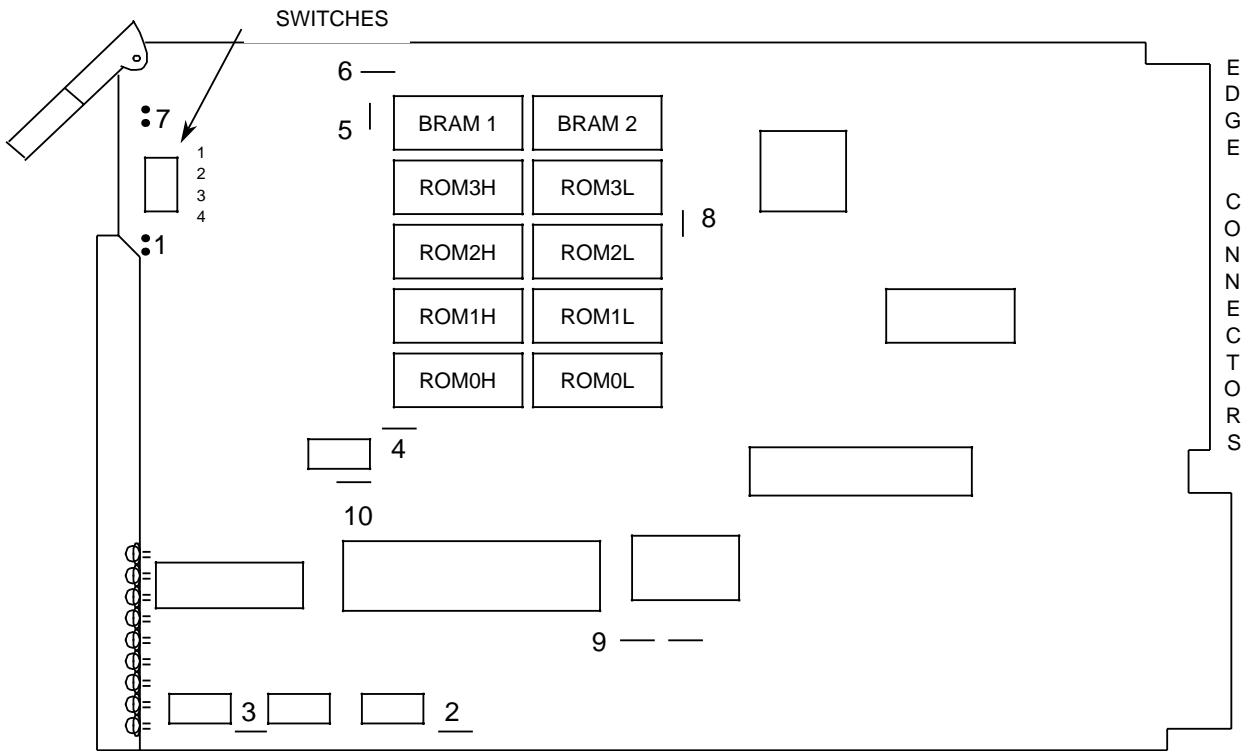 SWITCHES
6
5
7
1
2
3
4
1
BRAM 1 BRAM 2
ROM3H ROM3L
ROM2H ROM2L
ROM1H ROM1L
ROM0H ROM0L
8
4
10
9
3
2
EDGE CONNECTORS